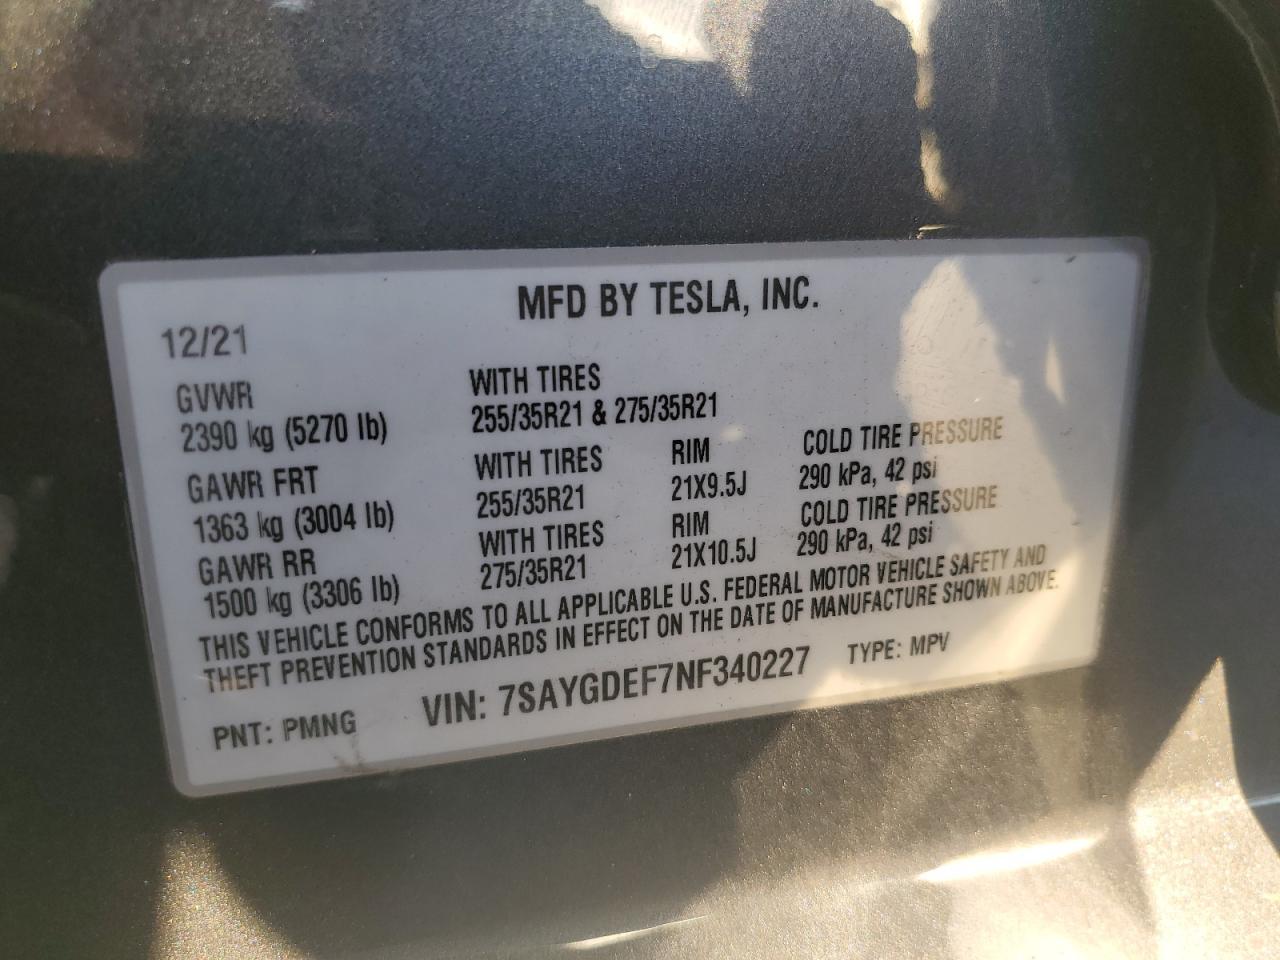 MFD BY TESLA, INC.
12/21
GVWR WITH TIRES
2390 kg (5270 lb) 255/35R21 & 275/35R21
GAWR FRT WITH TIRES RIM COLD TIRE PRESSURE
1363 kg (3004 lb) 255/35R21 21X9.5J 290 kPa, 42 psi
GAWR RR WITH TIRES RIM COLD TIRE PRESSURE
1500 kg (3306 lb) 275/35R21 21X10.5J 290 kPa, 42 psi
THIS VEHICLE CONFORMS TO ALL APPLICABLE U.S. FEDERAL MOTOR VEHICLE SAFETY AND
THEFT PREVENTION STANDARDS IN EFFECT ON THE DATE OF MANUFACTURE SHOWN ABOVE.
PNT: PMNG VIN: 7SAYGDEF7NF340227 TYPE: MPV